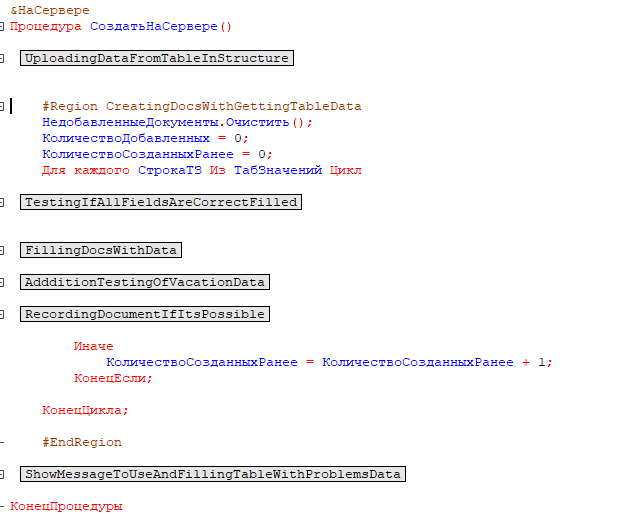 &НаСервере
Процедура СоздатьНаСервере()
UploadingDataFromTableInStructure
#Region CreatingDocsWithGettingTableData
НедобавленныеДокументы.Очистить();
КоличествоДобавленных = 0;
КоличествоСозданныхРанее = 0;
Для каждого СтрокаТЗ Из ТабЗначений Цикл
TestingIfAllFieldsAreCorrectFilled
FillingDocsWithData
AddditionTestingOfVacationData
RecordingDocumentIfItsPossible
Иначе
КоличествоСозданныхРанее = КоличествоСозданныхРанее + 1;
КонецЕсли;
КонецЦикла;
#EndRegion
ShowMessageToUseAndFillingTableWithProblemsData
КонецПроцедуры